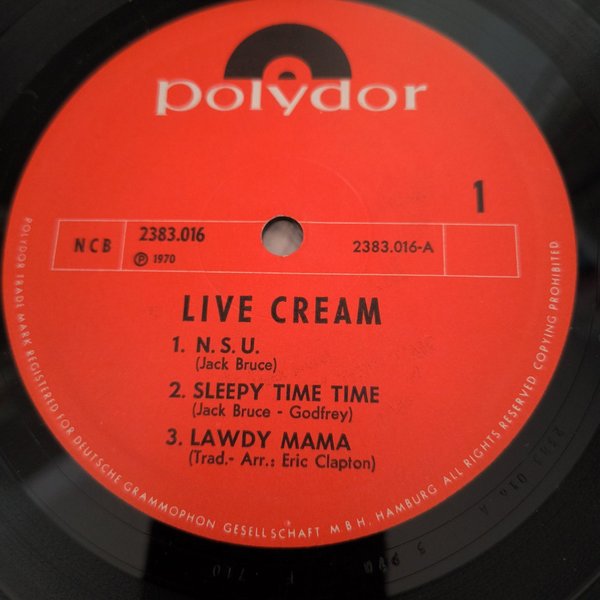 polydor
1
NCB
2383.016
℗ 1970
2383.016-A
LIVE CREAM
1. N.S.U.
(Jack Bruce)
2. SLEEPY TIME TIME
(Jack Bruce - Godfrey)
3. LAWDY MAMA
(Trad.- Arr.: Eric Clapton)
POLYDOR TRADE MARK REGISTERED FOR DEUTSCHE GRAMMOPHON GESELLSCHAFT M B H, HAMBURG ALL RIGHTS RESERVED COPYING PROHIBITED